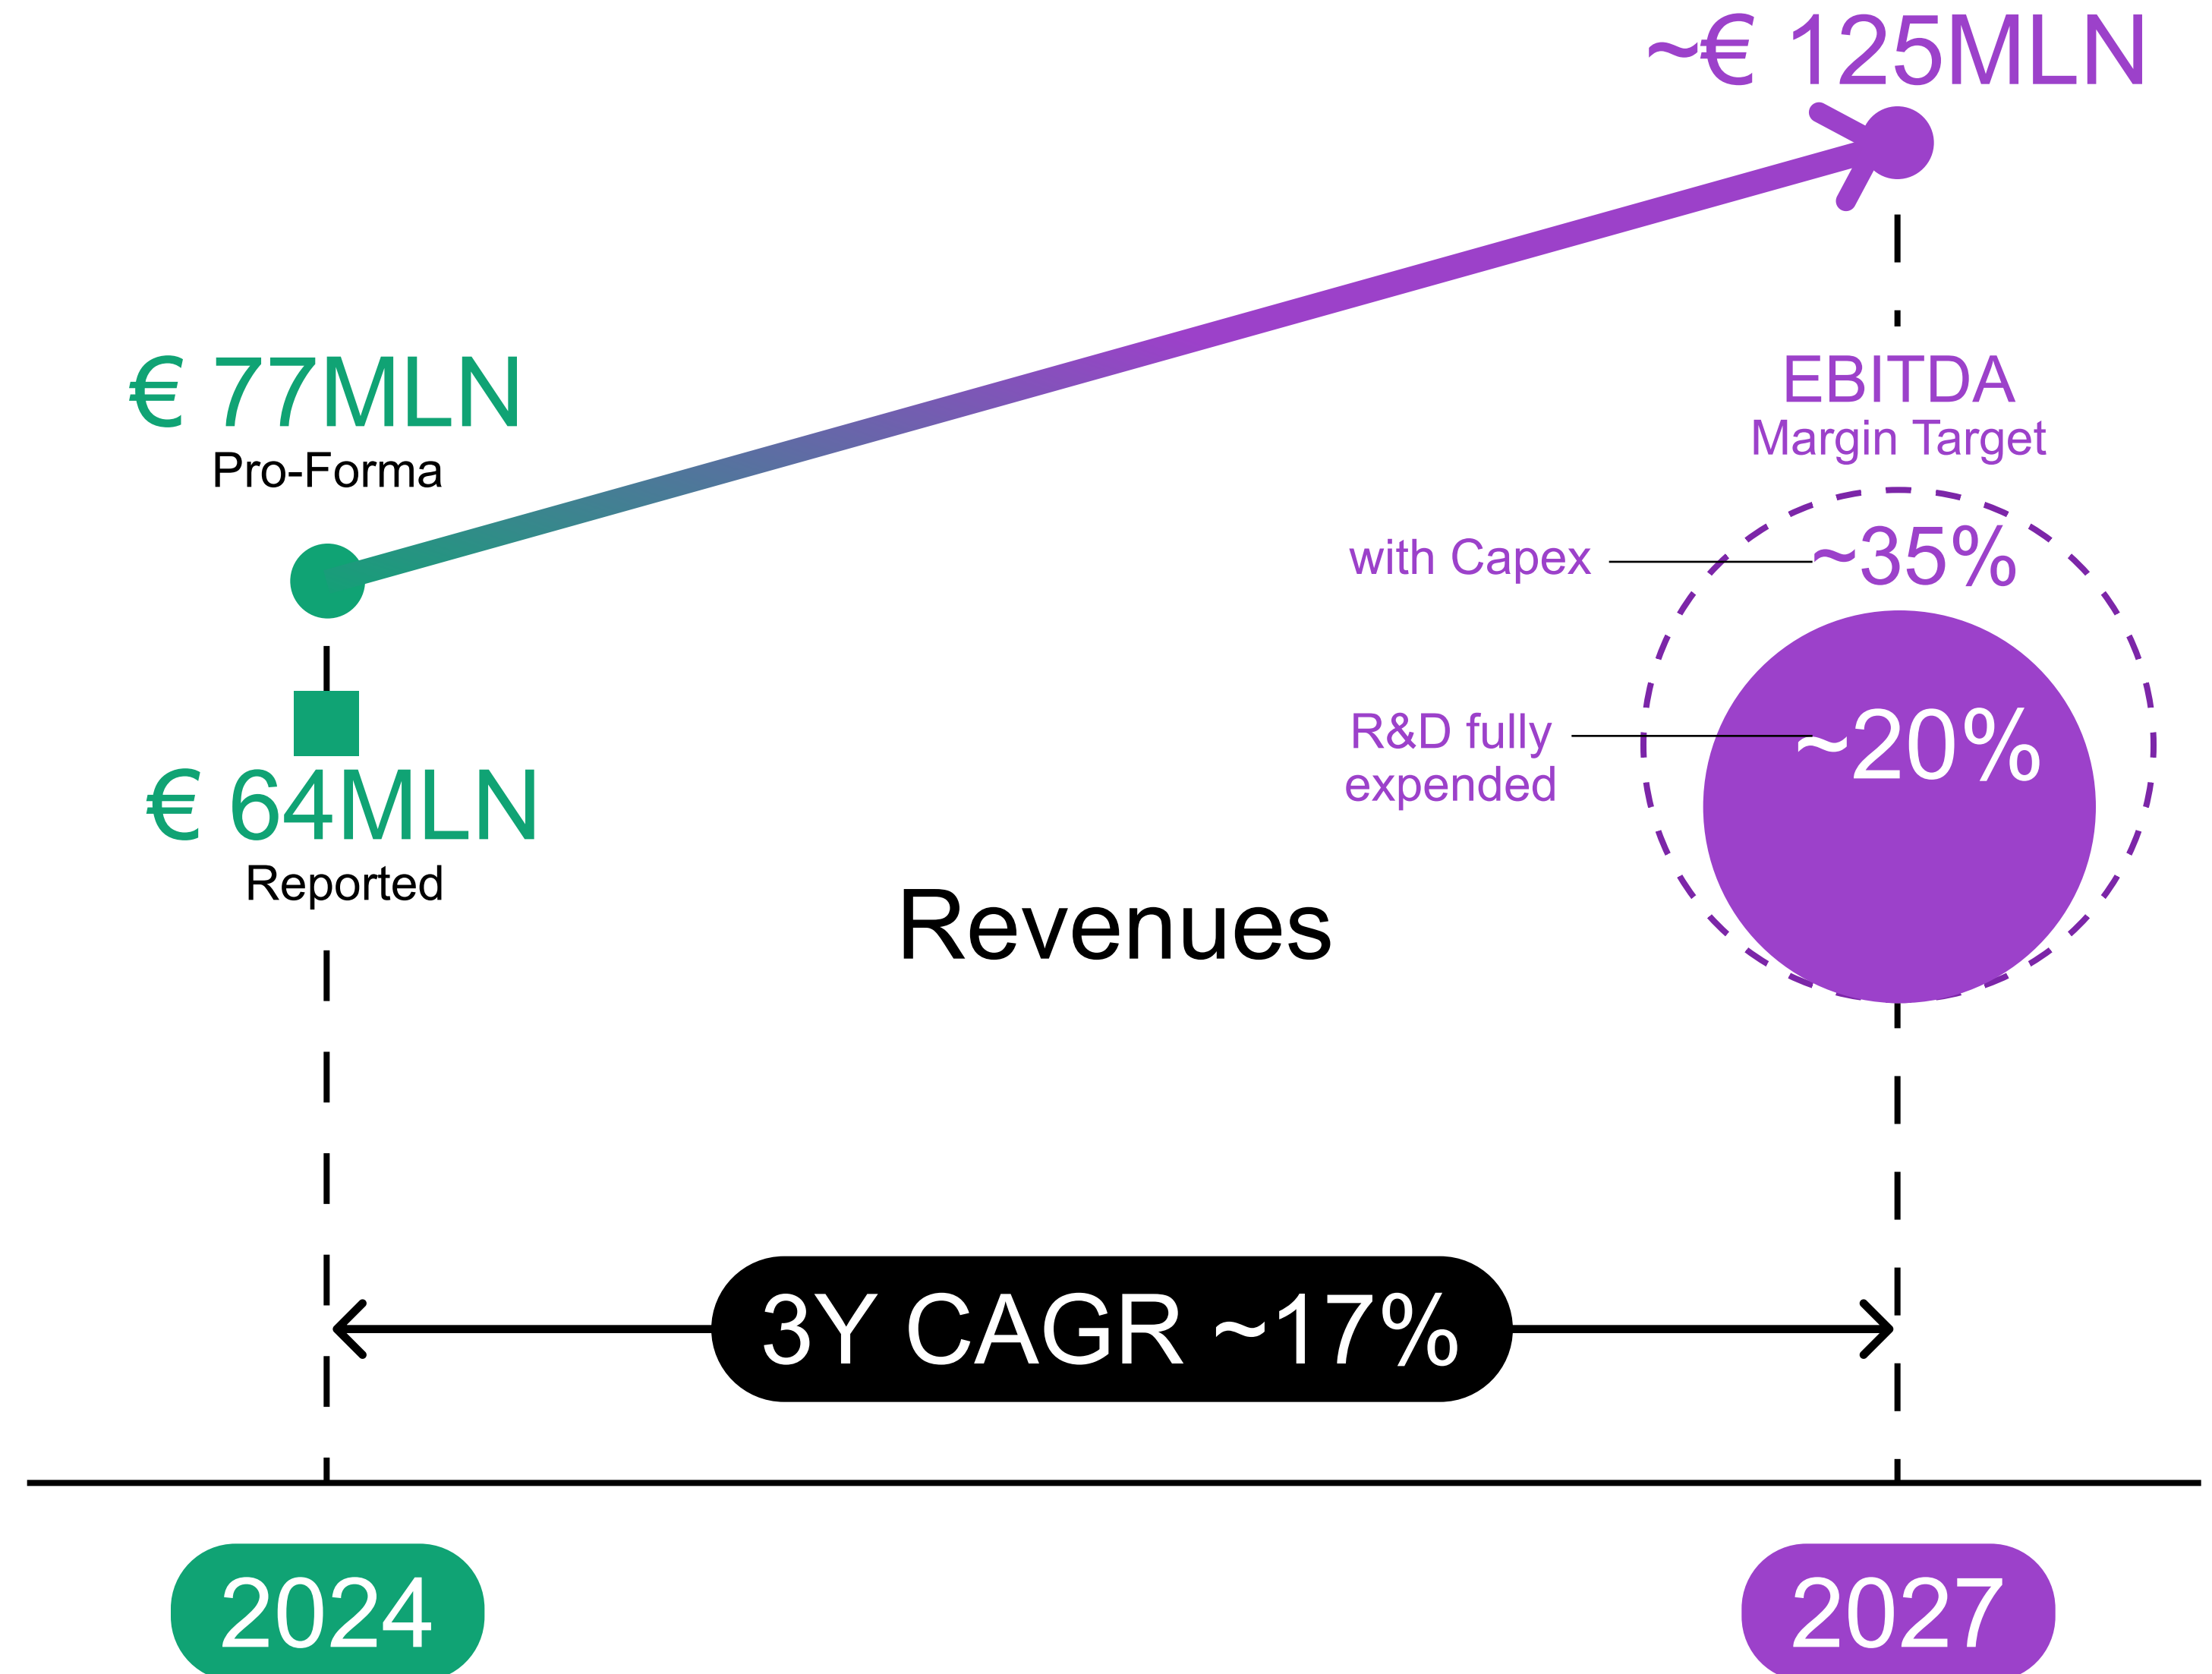 ~€ 125MLN
€ 77MLN
Pro-Forma
EBITDA
Margin Target
with Capex
~35%
R&D fully
expended
~20%
€ 64MLN
Reported
Revenues
3Y CAGR ~17%
2024
2027